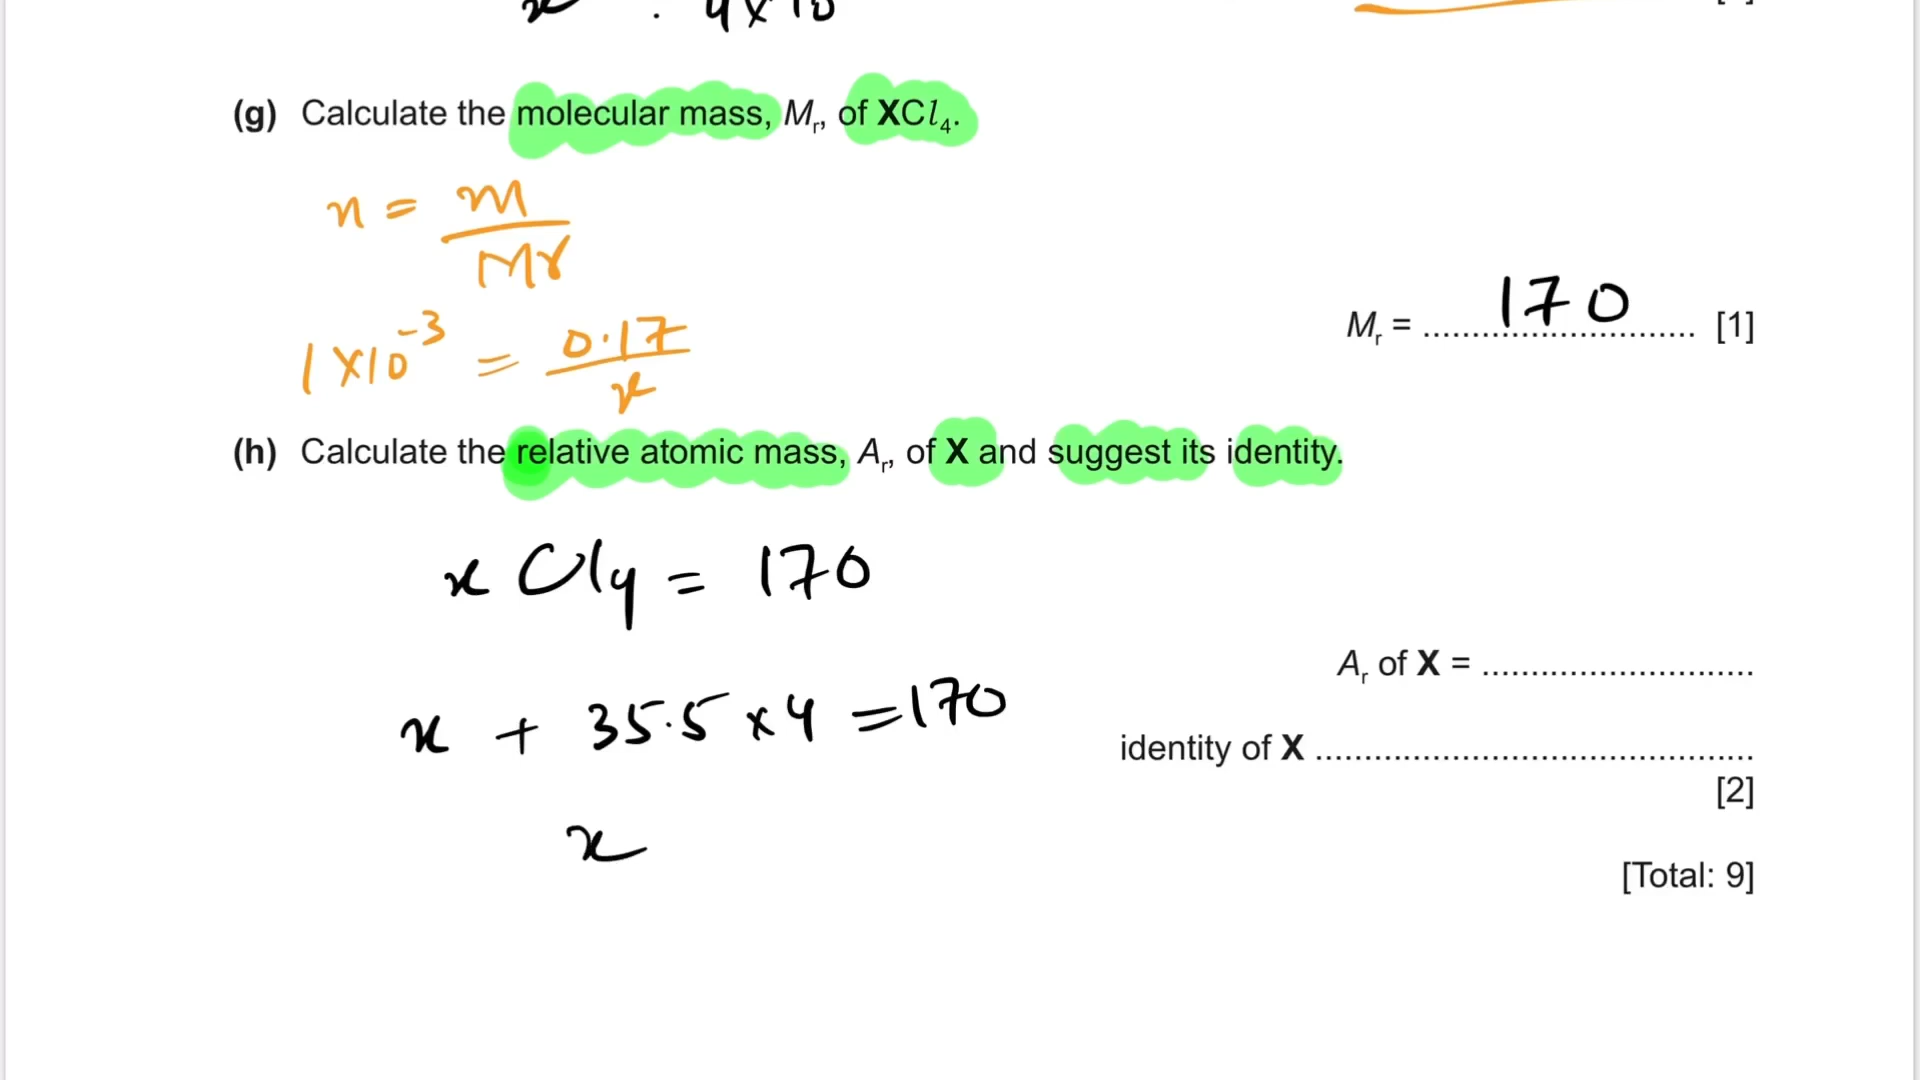 (g) Calculate the molecular mass, Mr, of XCl4.
n = m / Mr
Mr = .......... 170 .......... [1]
1 x 10^-3 = 0.17 / x
(h) Calculate the relative atomic mass, Ar, of X and suggest its identity.
x Cl4 = 170
Ar of X = ............................
x + 35.5 x 4 = 170
identity of X .............................................
[2]
x
[Total: 9]